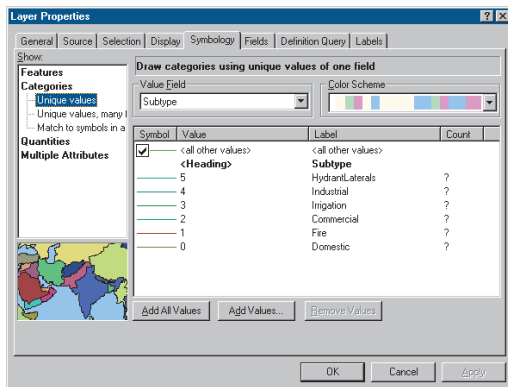 Layer Properties
General Source Selection Display Symbology Fields Definition Query Labels
Show:
Features
Categories
Unique values
Unique values, many
Match to symbols in a
Quantities
Multiple Attributes
Draw categories using unique values of one field
Value Field
Subtype
Color Scheme
Symbol Value Label Count
<all other values> <all other values>
<Heading> Subtype
5 HydrantLaterals ?
4 Industrial ?
3 Irrigation ?
2 Commercial ?
1 Fire ?
0 Domestic ?
Add All Values Add Values... Remove Values
OK Cancel Apply